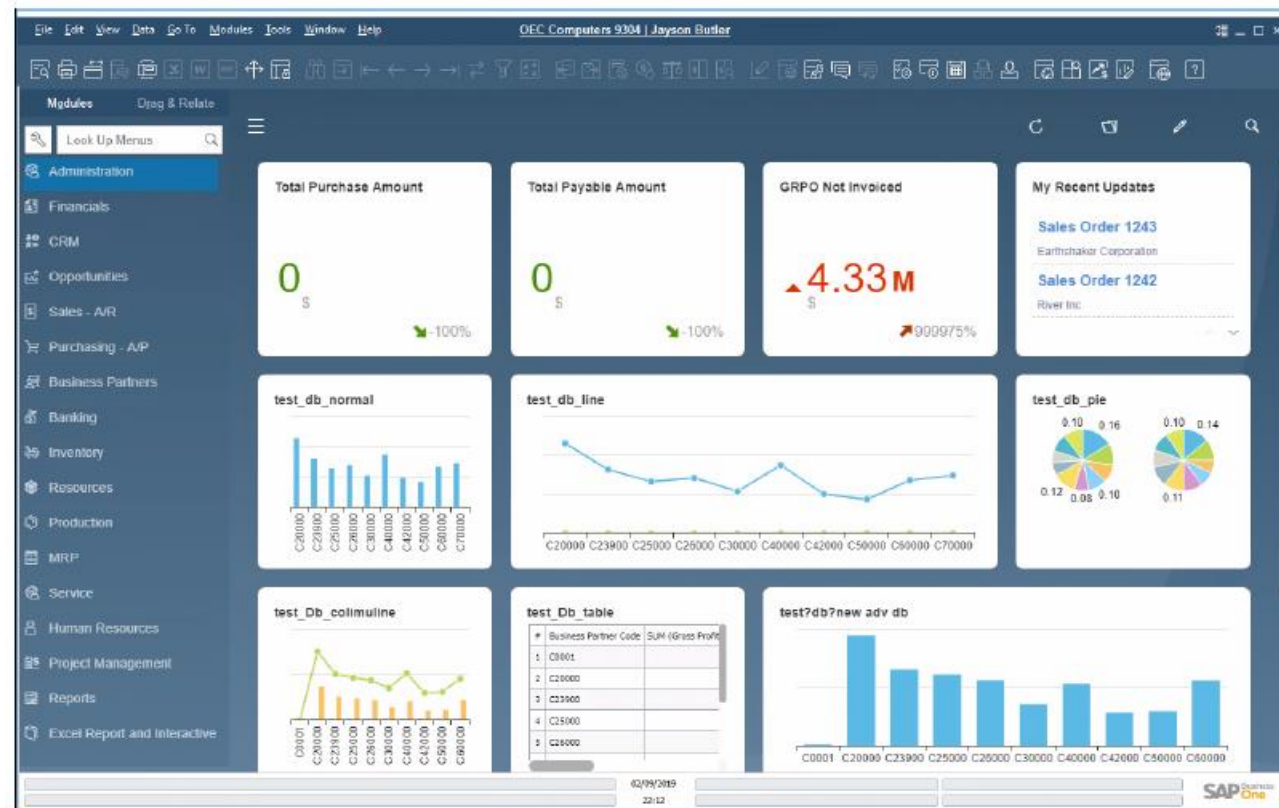 File Edit View Data Go To Modules Tools Window Help
OEC Computers 9304 | Jayson Butler
Modules Drag & Relate
Look Up Menus
Administration
Financials
CRM
Opportunities
Sales - A/R
Purchasing - A/P
Business Partners
Banking
Inventory
Resources
Production
MRP
Service
Human Resources
Project Management
Reports
Excel Report and Interactive
Total Purchase Amount
0
$
-100%
Total Payable Amount
0
$
-100%
GRPO Not Invoiced
4.33 M
$
999975%
My Recent Updates
Sales Order 1243
Earthshaker Corporation
Sales Order 1242
River Inc
test_db_normal
C20000 C23900 C25000 C26000 C30000 C40000 C42000 C50000 C60000 C70000
test_db_line
C20000 C23900 C25000 C26000 C30000 C40000 C42000 C50000 C60000 C70000
test_db_pie
0.10 0.16 0.10 0.14
0.12 0.08 0.10 0.11
test_Db_colimuline
C0001 C20000 C23900 C25000 C26000 C30000 C40000 C42000 C50000 C60000
test_Db_table
# Business Partner Code SUM (Gross Profit
1 C0001
2 C20000
3 C23900
4 C25000
5 C26000
test?db?new adv db
C0001 C20000 C23900 C25000 C26000 C30000 C40000 C42000 C50000 C60000
02/09/2019
22:12
SAP Business One